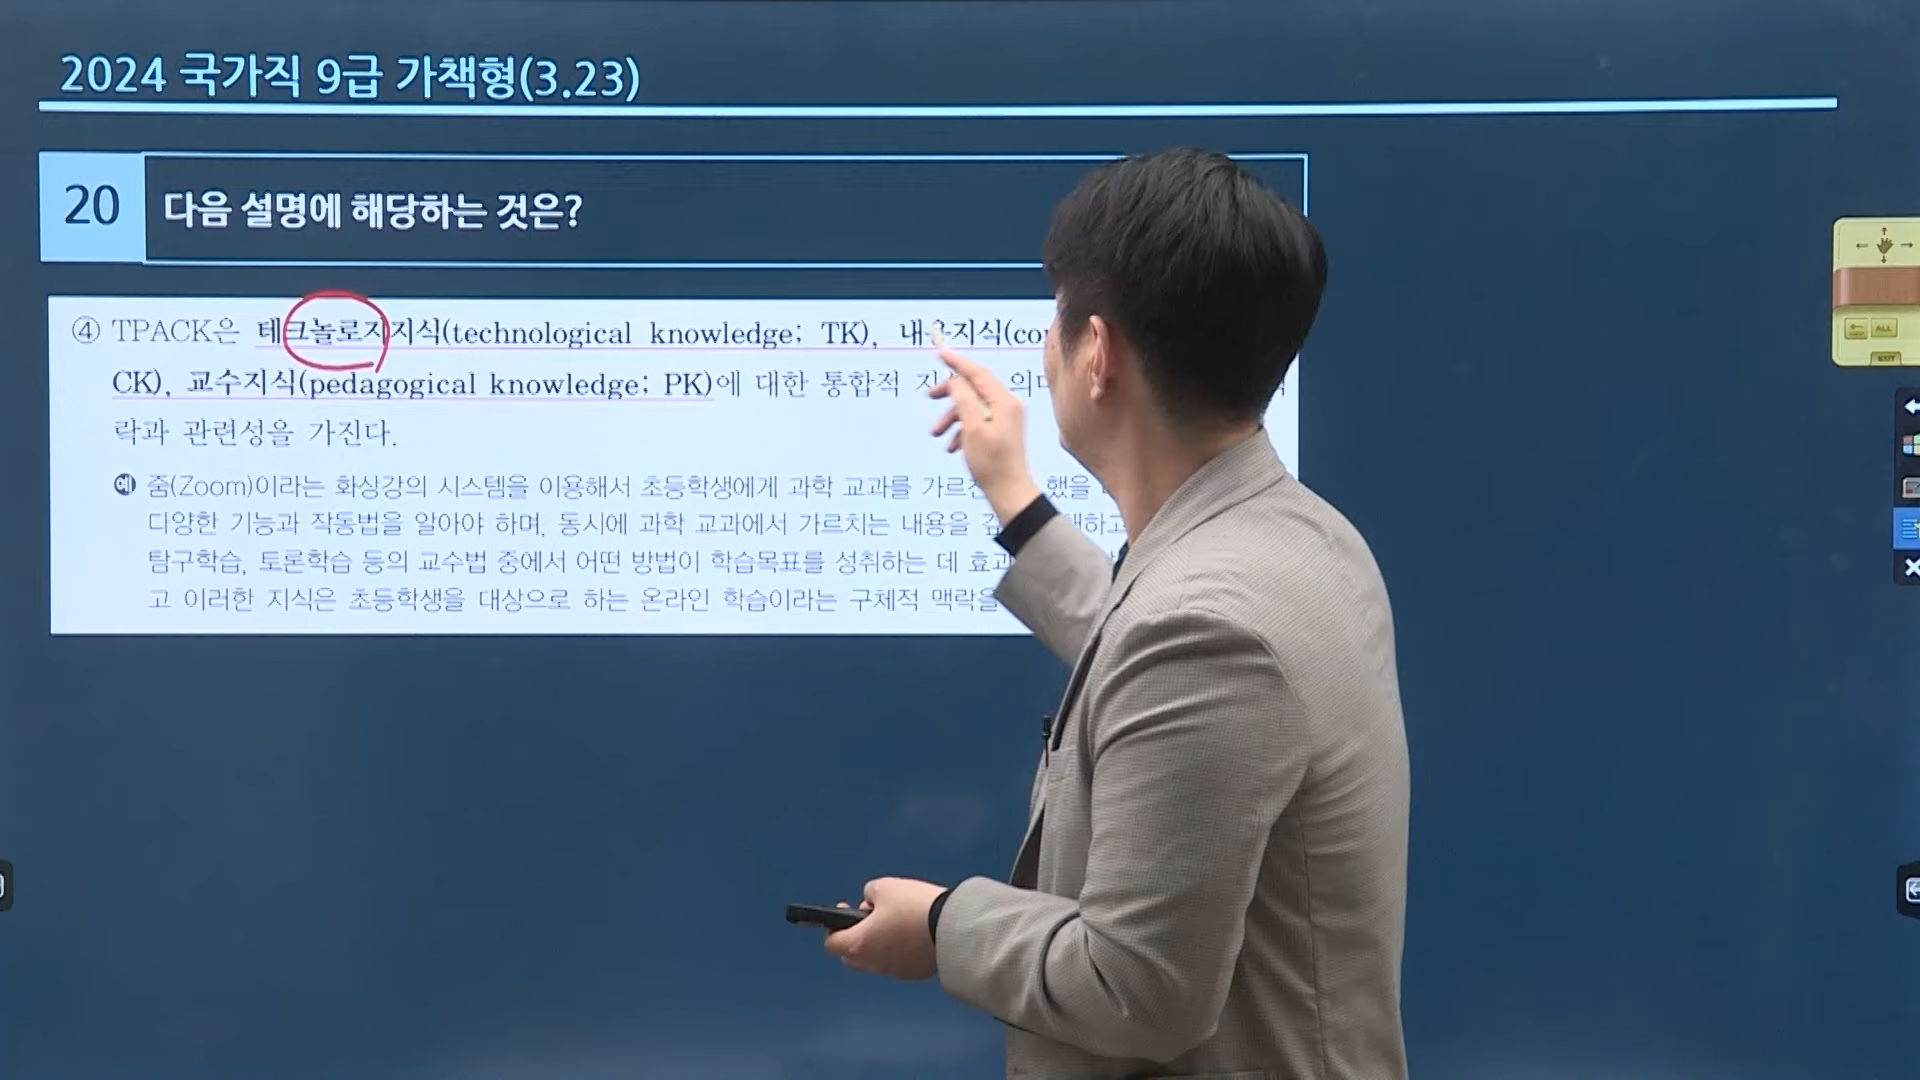 2024 국가직 9급 가책형(3.23)
20
다음 설명에 해당하는 것은?
④ TPACK은 테크놀로지지식(technological knowledge; TK), 내용지식(
CK), 교수지식(pedagogical knowledge; PK)에 대한 통합적
락과 관련성을 가진다.
예 줌(Zoom)이라는 화상강의 시스템을 이용해서 초등학생에게 과학 교과를
다양한 기능과 작동법을 알아야 하며, 동시에 과학 교과에서 가르치는 내용을
탐구학습, 토론학습 등의 교수법 중에서 어떤 방법이 학습목표를 성취하는 데
고 이러한 지식은 초등학생을 대상으로 하는 온라인 학습이라는 구체적 맥락을
ALL
EXIT